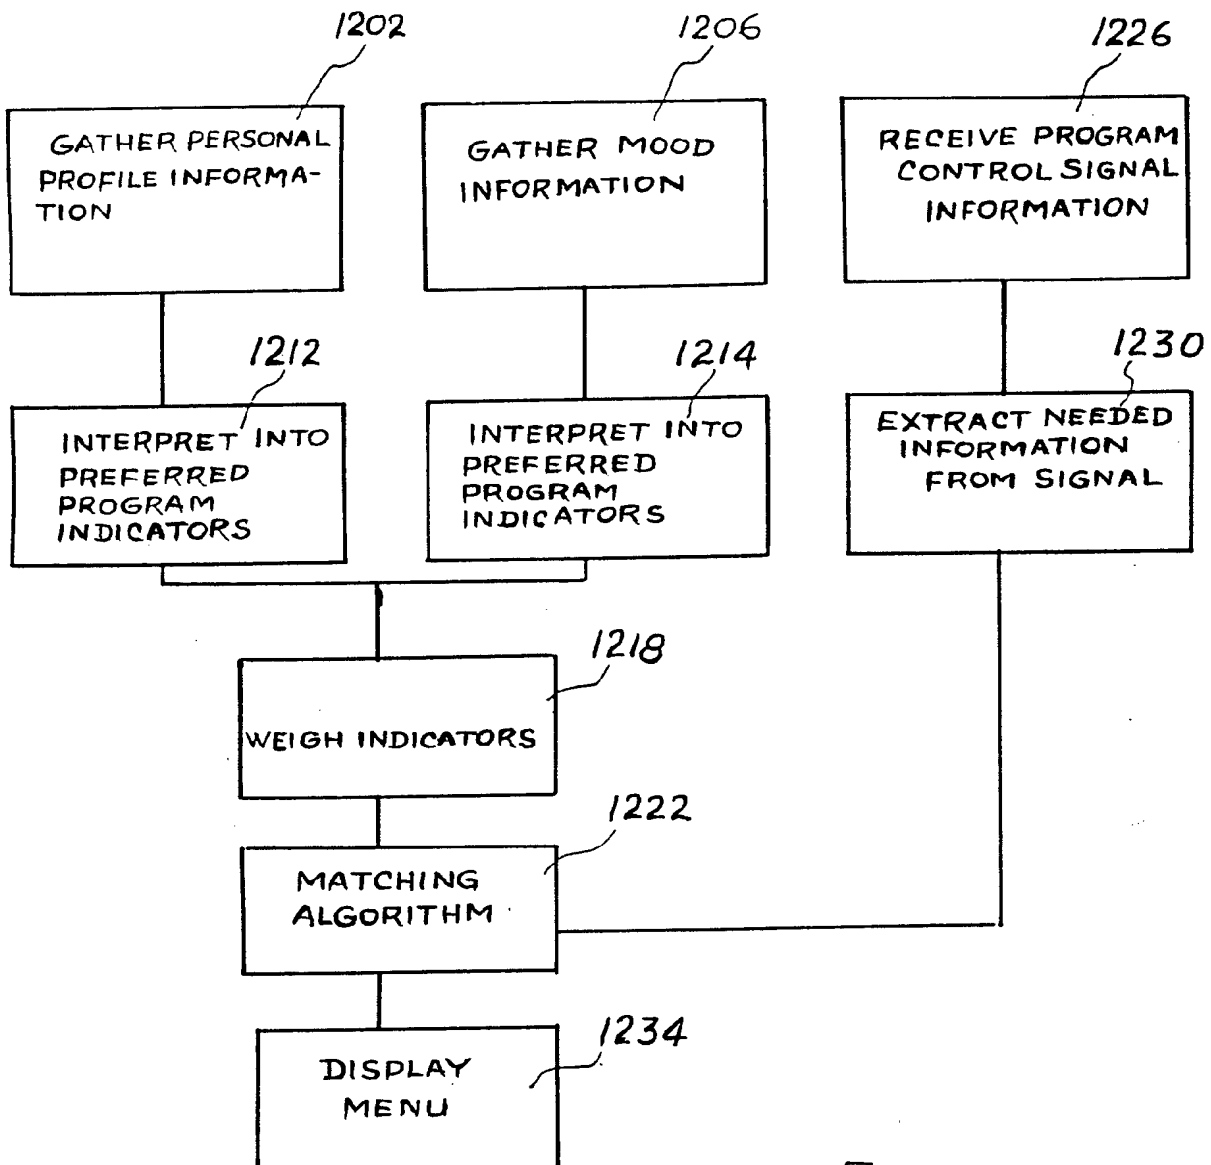 1202
GATHER PERSONAL
PROFILE INFORMA-
TION
1206
GATHER MOOD
INFORMATION
1226
RECEIVE PROGRAM
CONTROL SIGNAL
INFORMATION
1212
INTERPRET INTO
PREFERRED
PROGRAM
INDICATORS
1214
INTERPRET INTO
PREFERRED
PROGRAM
INDICATORS
1230
EXTRACT NEEDED
INFORMATION
FROM SIGNAL
1218
WEIGH INDICATORS
1222
MATCHING
ALGORITHM
1234
DISPLAY
MENU